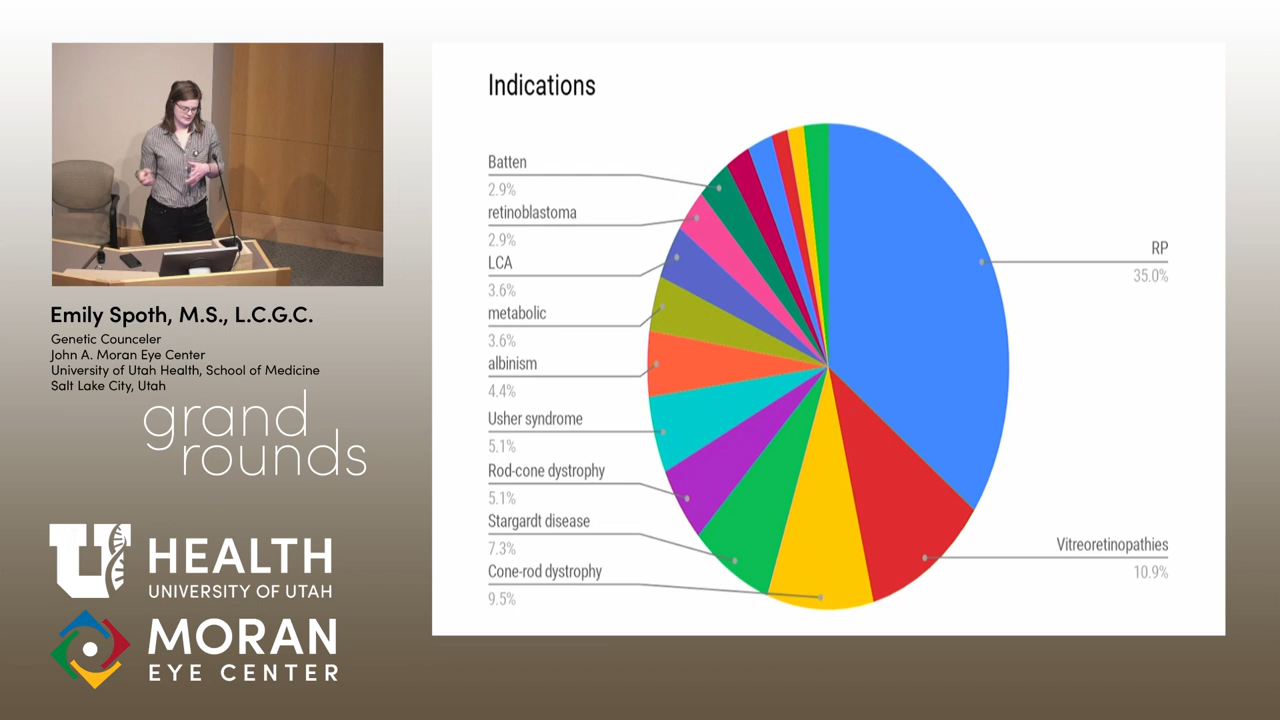 Indications
Batten
2.9%
retinoblastoma
2.9%
LCA
3.6%
metabolic
3.6%
albinism
4.4%
Usher syndrome
5.1%
Rod-cone dystrophy
5.1%
Stargardt disease
7.3%
Cone-rod dystrophy
9.5%
RP
35.0%
Vitreoretinopathies
10.9%
Emily Spoth, M.S., L.C.G.C.
Genetic Counceler
John A. Moran Eye Center
University of Utah Health, School of Medicine
Salt Lake City, Utah
grand
rounds
U HEALTH
UNIVERSITY OF UTAH
MORAN
EYE CENTER